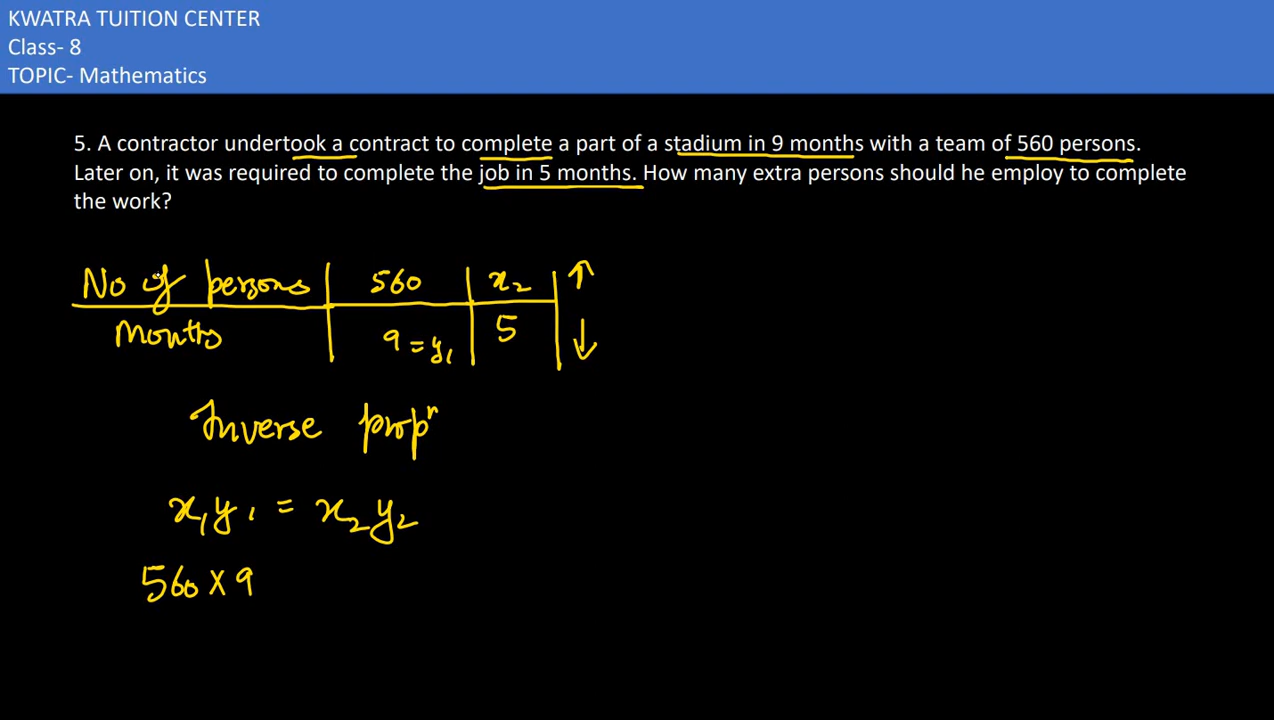 KWATRA TUITION CENTER
Class- 8
TOPIC- Mathematics
5. A contractor undertook a contract to complete a part of a stadium in 9 months with a team of 560 persons.
Later on, it was required to complete the job in 5 months. How many extra persons should he employ to complete
the work?
No of persons | 560 | x₂ | ↑
Months | 9 = y₁ | 5 | ↓
Inverse propⁿ
x₁y₁ = x₂y₂
560 × 9